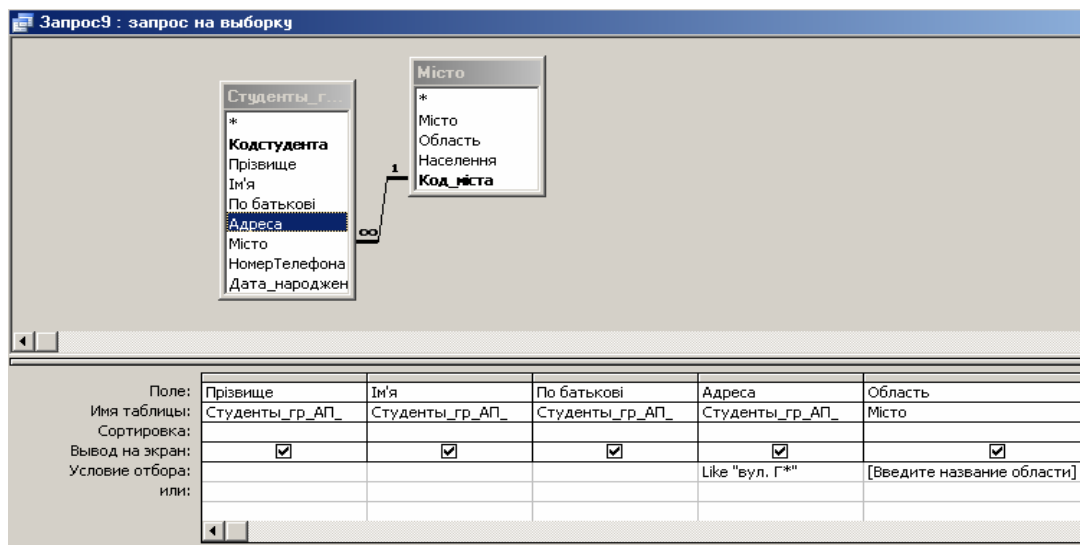 Запрос9 : запрос на выборку
Студенты_г...
*
Кодстудента
Прізвище
Ім'я
По батькові
Адреса
Місто
НомерТелефона
Дата_народжен
Місто
*
Місто
Область
Населення
Код_міста
1
∞
Поле: Прізвище Ім'я По батькові Адреса Область
Имя таблицы: Студенты_гр_АП_ Студенты_гр_АП_ Студенты_гр_АП_ Студенты_гр_АП_ Місто
Сортировка:
Вывод на экран:
Условие отбора: Like "вул. Г*" [Введите название области]
или: